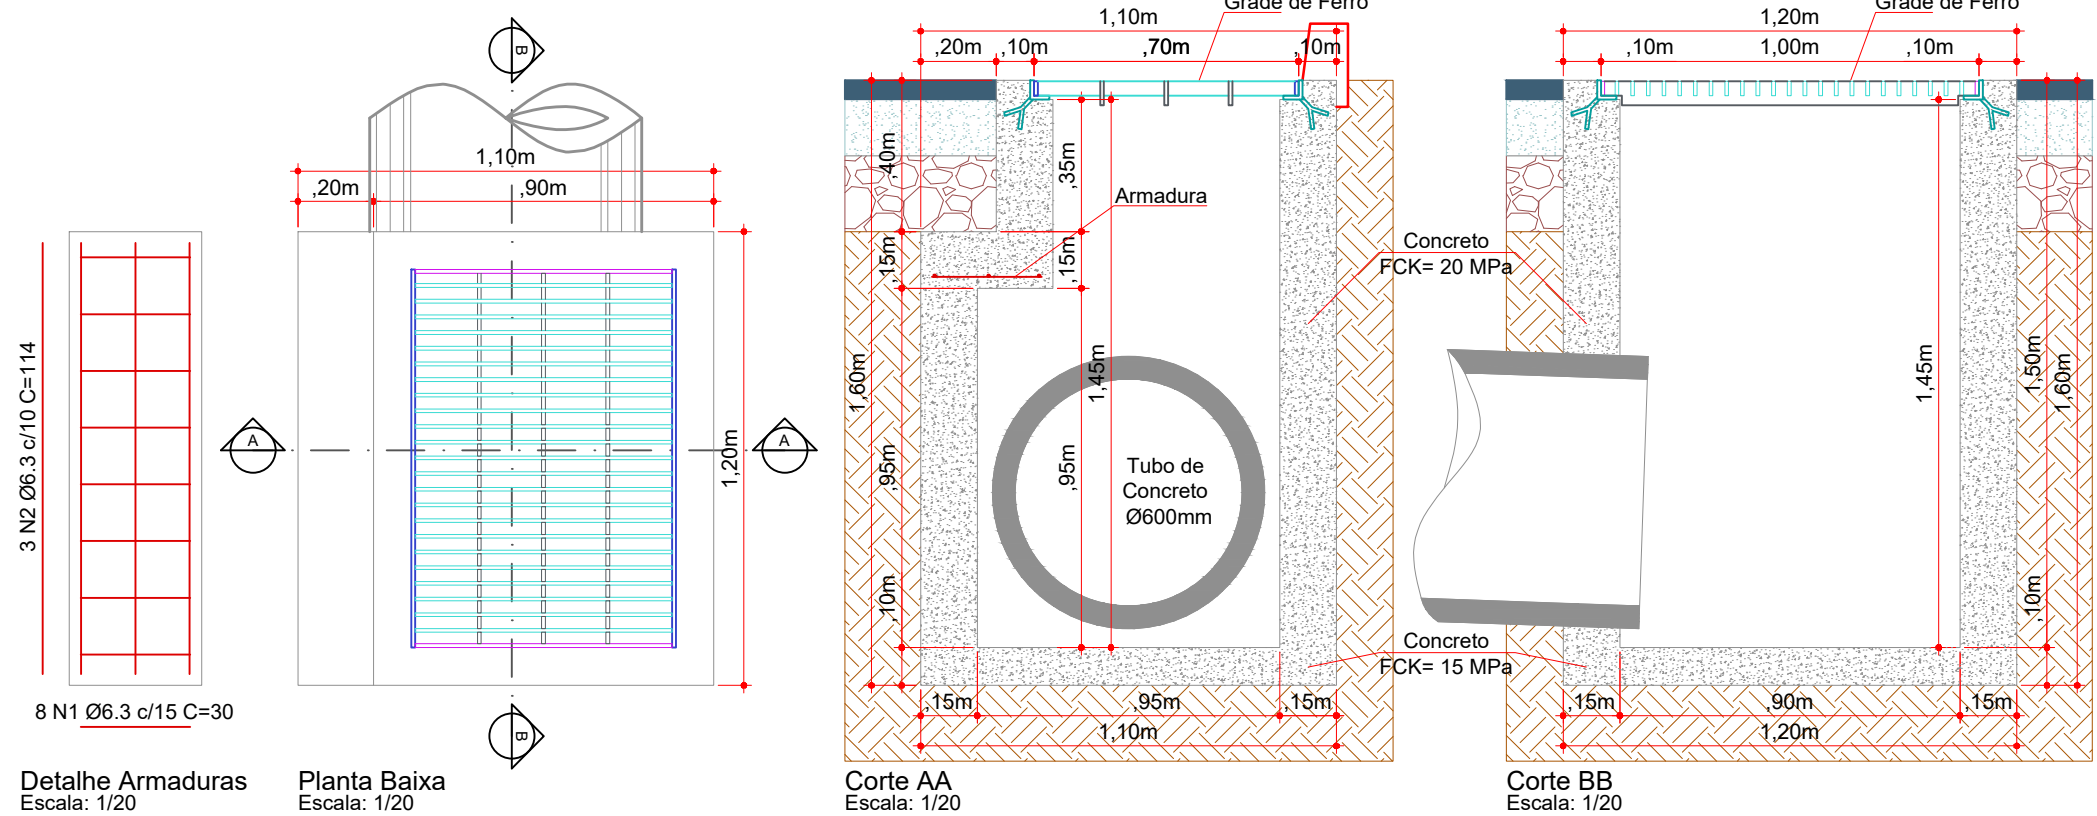 3 N2 Ø6.3 c/10 C=114
8 N1 Ø6.3 c/15 C=30
Detalhe Armaduras
Escala: 1/20
B
1,10m
,20m
,90m
A
A
1,20m
B
Planta Baixa
Escala: 1/20
Grade de Ferro
1,10m
,20m
,10m
,70m
,10m
,40m
,35m
Armadura
,15m
,15m
1,60m
1,45m
,95m
,95m
Tubo de
Concreto
Ø600mm
,10m
,15m
,95m
,15m
1,10m
Corte AA
Escala: 1/20
Concreto
FCK= 20 MPa
Concreto
FCK= 15 MPa
Grade de Ferro
1,20m
,10m
1,00m
,10m
1,45m
1,50m
1,60m
,10m
,15m
,90m
,15m
1,20m
Corte BB
Escala: 1/20